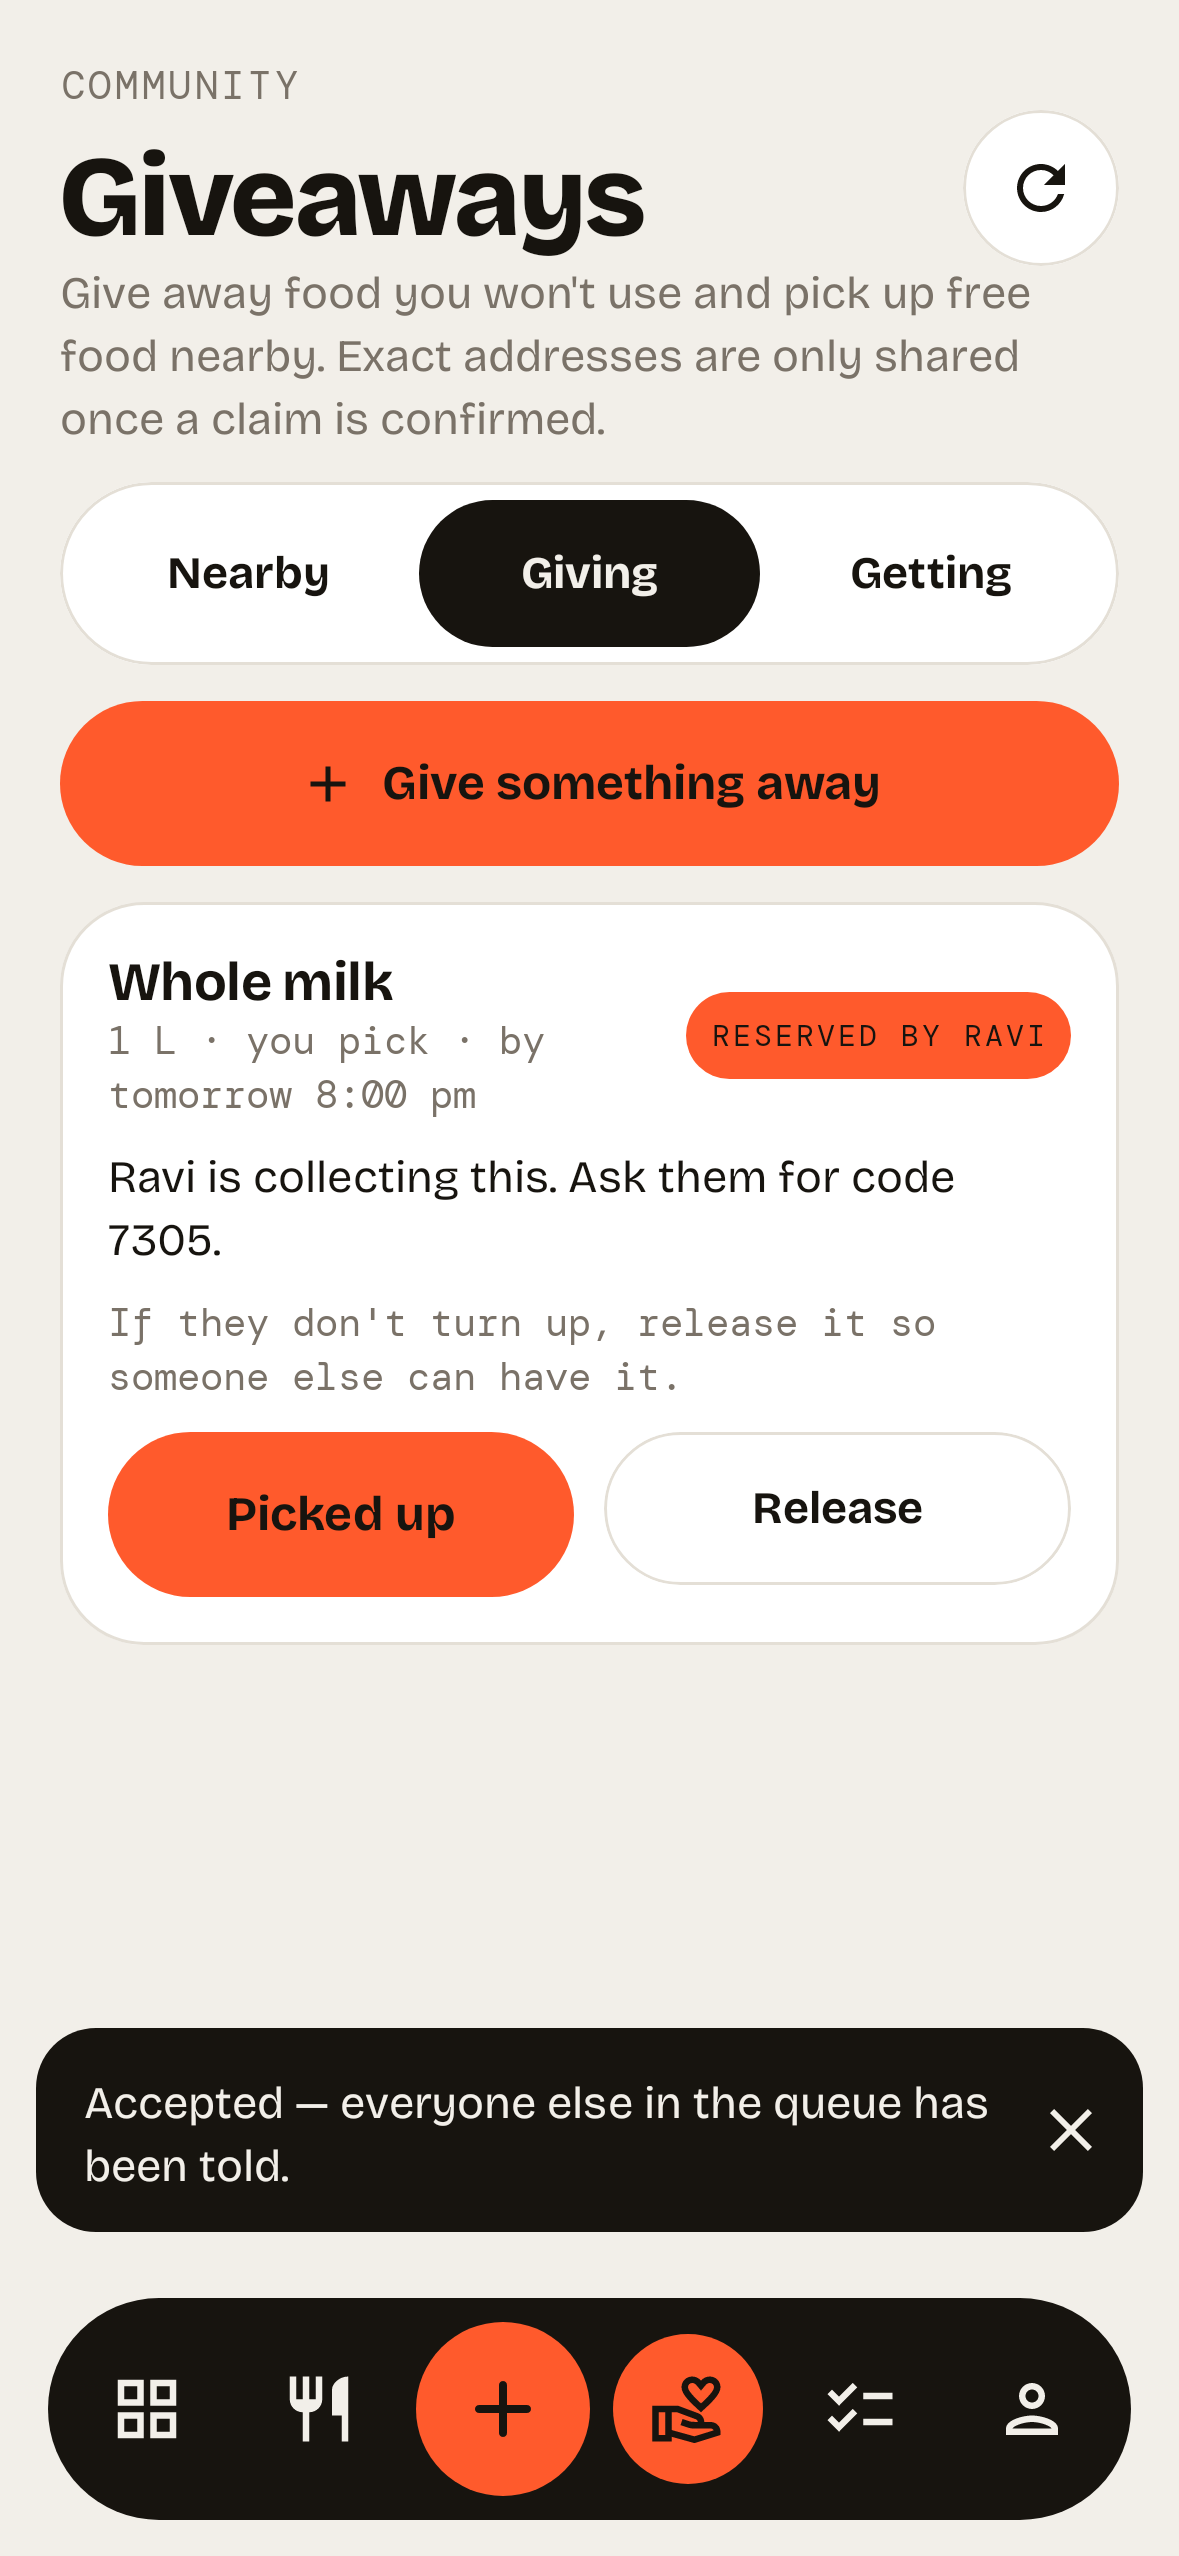 COMMUNITY
Giveaways
Give away food you won't use and pick up free
food nearby. Exact addresses are only shared
once a claim is confirmed.
Nearby
Giving
Getting
Give something away
Whole milk
1 L · you pick · by
tomorrow 8:00 pm
RESERVED BY RAVI
Ravi is collecting this. Ask them for code
7305.
If they don't turn up, release it so
someone else can have it.
Picked up
Release
Accepted — everyone else in the queue has
been told.